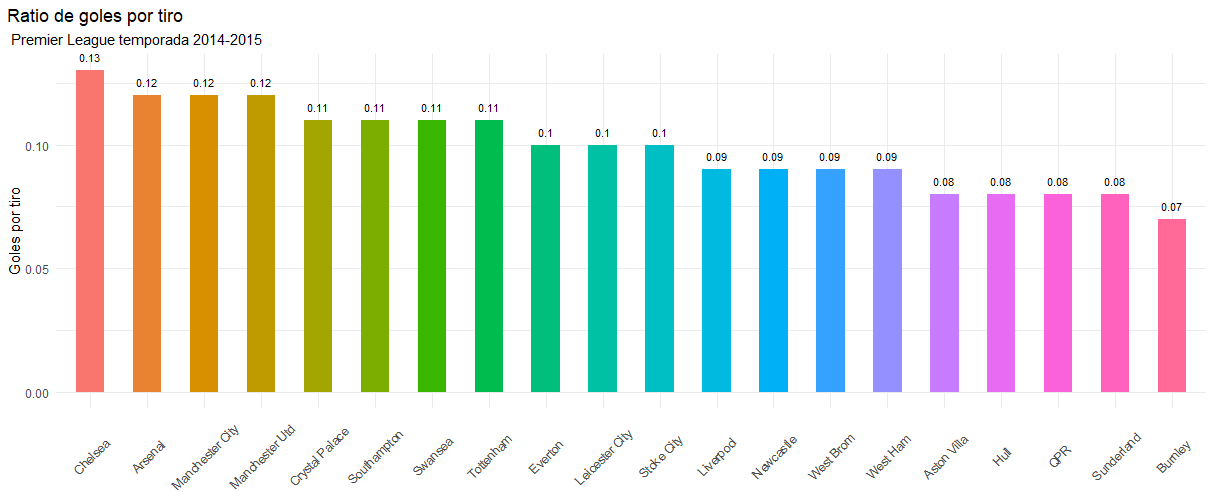 Ratio de goles por tiro
Premier League temporada 2014-2015
0.13
0.12
0.12
0.12
0.11
0.11
0.11
0.11
0.1
0.1
0.1
0.09
0.09
0.09
0.09
0.08
0.08
0.08
0.08
0.07
Goles por tiro
0.10
0.05
0.00
Chelsea
Arsenal
Manchester City
Manchester Utd
Crystal Palace
Southampton
Swansea
Tottenham
Everton
Leicester City
Stoke City
Liverpool
Newcastle
West Brom
West Ham
Aston Villa
Hull
QPR
Sunderland
Burnley